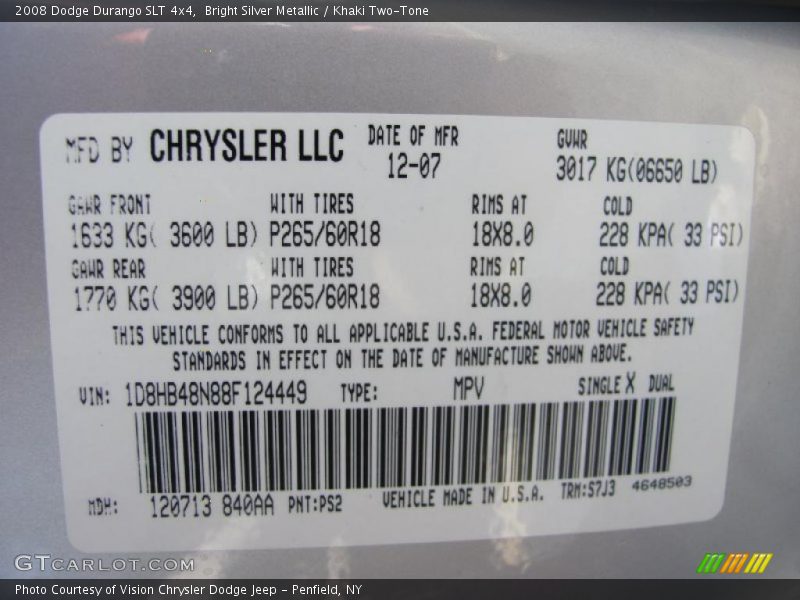 2008 Dodge Durango SLT 4x4, Bright Silver Metallic / Khaki Two-Tone
MFD BY CHRYSLER LLC DATE OF MFR GVWR
12-07 3017 KG(06650 LB)
GAWR FRONT WITH TIRES RIMS AT COLD
1633 KG( 3600 LB) P265/60R18 18X8.0 228 KPA( 33 PSI)
GAWR REAR WITH TIRES RIMS AT COLD
1770 KG( 3900 LB) P265/60R18 18X8.0 228 KPA( 33 PSI)
THIS VEHICLE CONFORMS TO ALL APPLICABLE U.S.A. FEDERAL MOTOR VEHICLE SAFETY
STANDARDS IN EFFECT ON THE DATE OF MANUFACTURE SHOWN ABOVE.
VIN: 1D8HB48N88F124449 TYPE: MPV SINGLE X DUAL
MDH: 120713 840AA PNT:PS2 VEHICLE MADE IN U.S.A. TRM:S7J3 4648503
GTCARLOT.COM
Photo Courtesy of Vision Chrysler Dodge Jeep - Penfield, NY